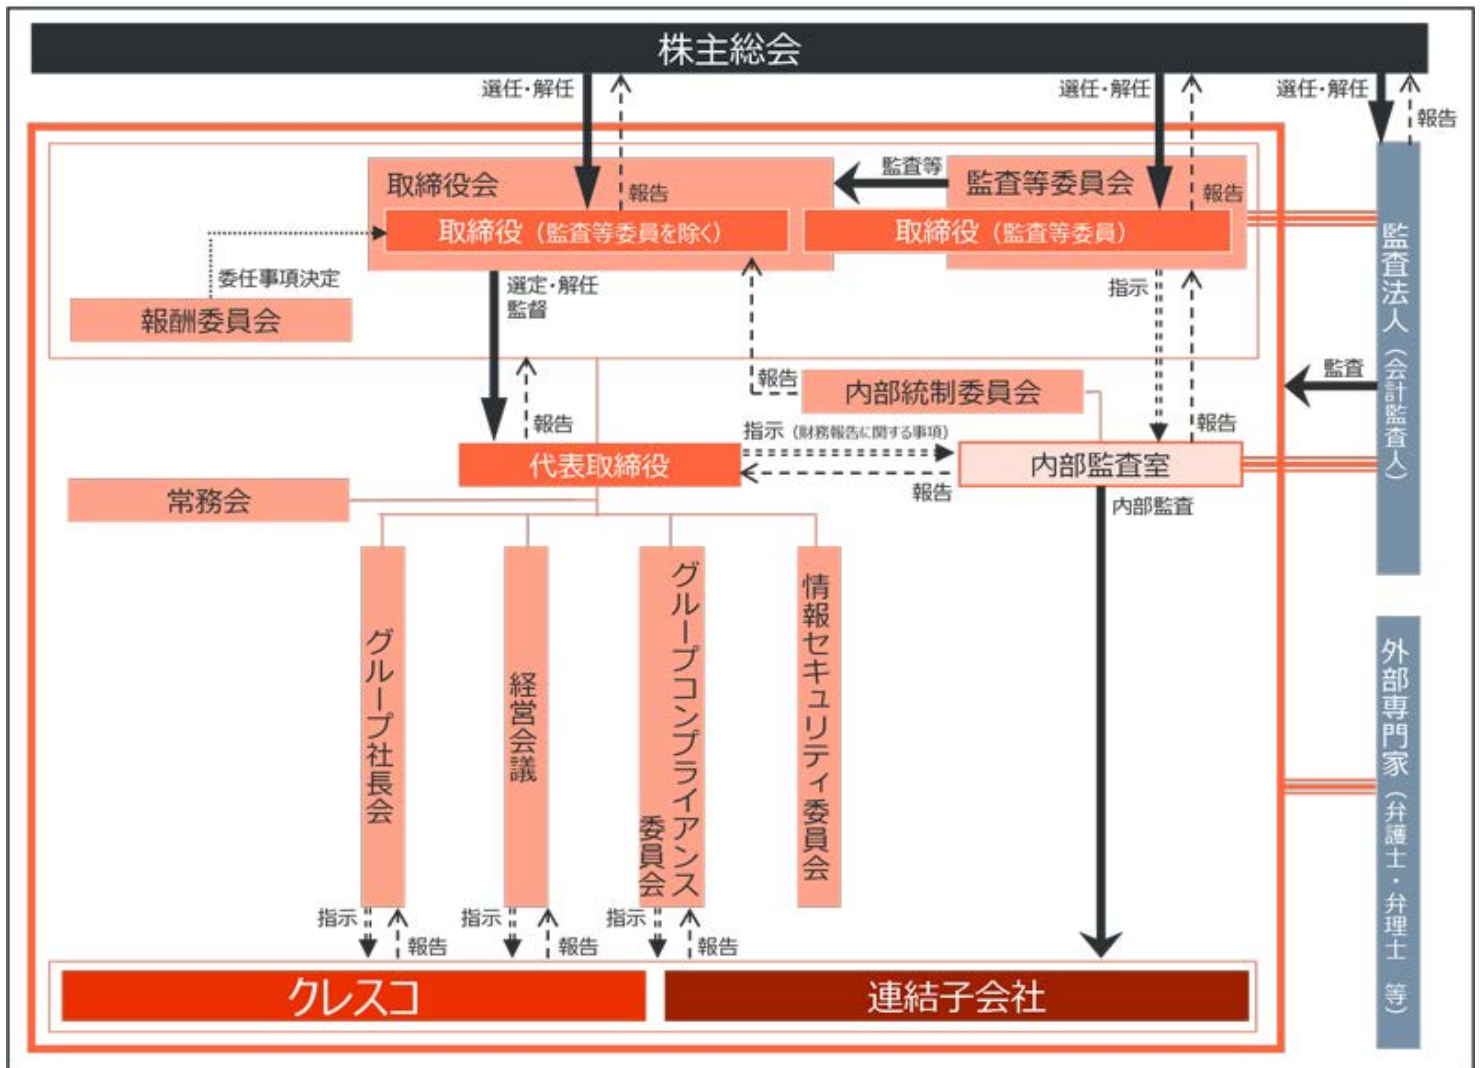 株主総会
選任・解任
選任・解任
選任・解任
報告
取締役会
報告
監査等
監査等委員会
報告
取締役（監査等委員を除く）
取締役（監査等委員）
委任事項決定
報酬委員会
選定・解任
監督
指示
監査法人（会計監査人）
報告
内部統制委員会
監査
報告
指示（財務報告に関する事項）
報告
代表取締役
内部監査室
報告
常務会
内部監査
グループ社長会
経営会議
グループコンプライアンス
委員会
情報セキュリティ委員会
外部専門家（弁護士・弁理士 等）
指示
報告
指示
報告
指示
報告
クレスコ
連結子会社